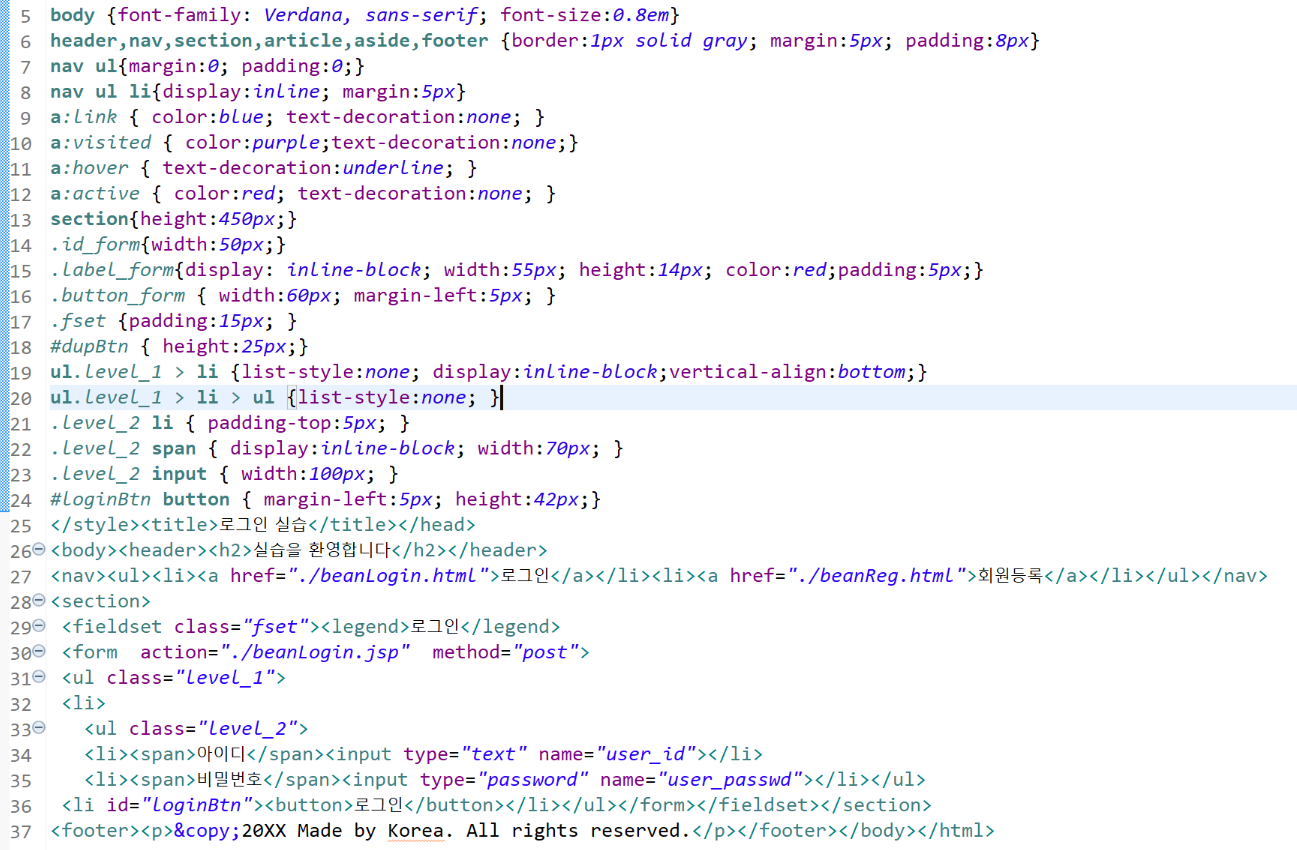 5 body {font-family: Verdana, sans-serif; font-size:0.8em}
6 header,nav,section,article,aside,footer {border:1px solid gray; margin:5px; padding:8px}
7 nav ul{margin:0; padding:0;}
8 nav ul li{display:inline; margin:5px}
9 a:link { color:blue; text-decoration:none; }
10 a:visited { color:purple;text-decoration:none;}
11 a:hover { text-decoration:underline; }
12 a:active { color:red; text-decoration:none; }
13 section{height:450px;}
14 .id_form{width:50px;}
15 .label_form{display: inline-block; width:55px; height:14px; color:red;padding:5px;}
16 .button_form { width:60px; margin-left:5px; }
17 .fset {padding:15px; }
18 #dupBtn { height:25px;}
19 ul.level_1 > li {list-style:none; display:inline-block;vertical-align:bottom;}
20 ul.level_1 > li > ul {list-style:none; }
21 .level_2 li { padding-top:5px; }
22 .level_2 span { display:inline-block; width:70px; }
23 .level_2 input { width:100px; }
24 #loginBtn button { margin-left:5px; height:42px;}
25 </style><title>로그인 실습</title></head>
26 <body><header><h2>실습을 환영합니다</h2></header>
27 <nav><ul><li><a href="./beanLogin.html">로그인</a></li><li><a href="./beanReg.html">회원등록</a></li></ul></nav>
28 <section>
29 <fieldset class="fset"><legend>로그인</legend>
30 <form  action="./beanLogin.jsp"  method="post">
31 <ul class="level_1">
32 <li>
33 <ul class="level_2">
34 <li><span>아이디</span><input type="text" name="user_id"></li>
35 <li><span>비밀번호</span><input type="password" name="user_passwd"></li></ul>
36 <li id="loginBtn"><button>로그인</button></li></ul></form></fieldset></section>
37 <footer><p>&copy;20XX Made by Korea. All rights reserved.</p></footer></body></html>